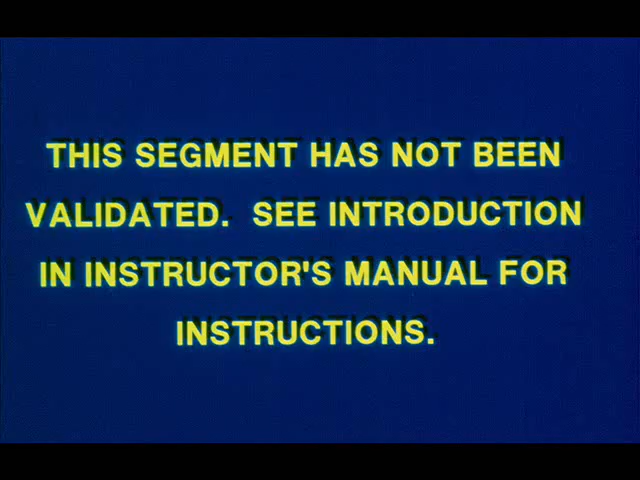 THIS SEGMENT HAS NOT BEEN
VALIDATED. SEE INTRODUCTION
IN INSTRUCTOR'S MANUAL FOR
INSTRUCTIONS.